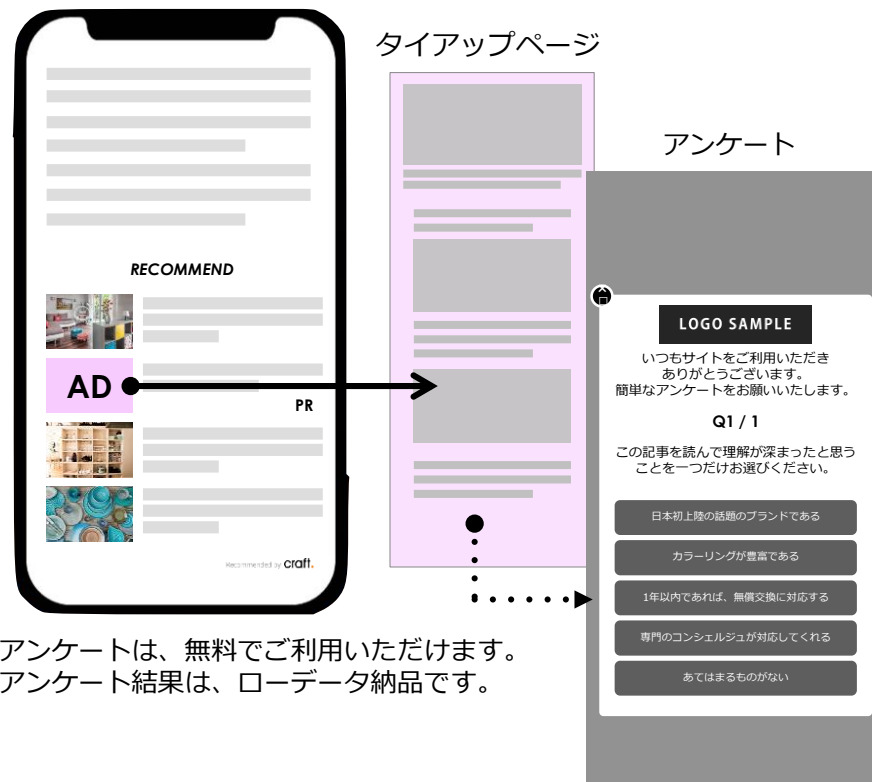 タイアップページ
アンケート
RECOMMEND
AD
PR
Recommended by craft.
LOGO SAMPLE
いつもサイトをご利用いただき
ありがとうございます。
簡単なアンケートをお願いいたします。
Q1 / 1
この記事を読んで理解が深まったと思う
ことを一つだけお選びください。
日本初上陸の話題のブランドである
カラーリングが豊富である
1年以内であれば、無償交換に対応する
専門のコンシェルジュが対応してくれる
あてはまるものがない
アンケートは、無料でご利用いただけます。
アンケート結果は、ローデータ納品です。